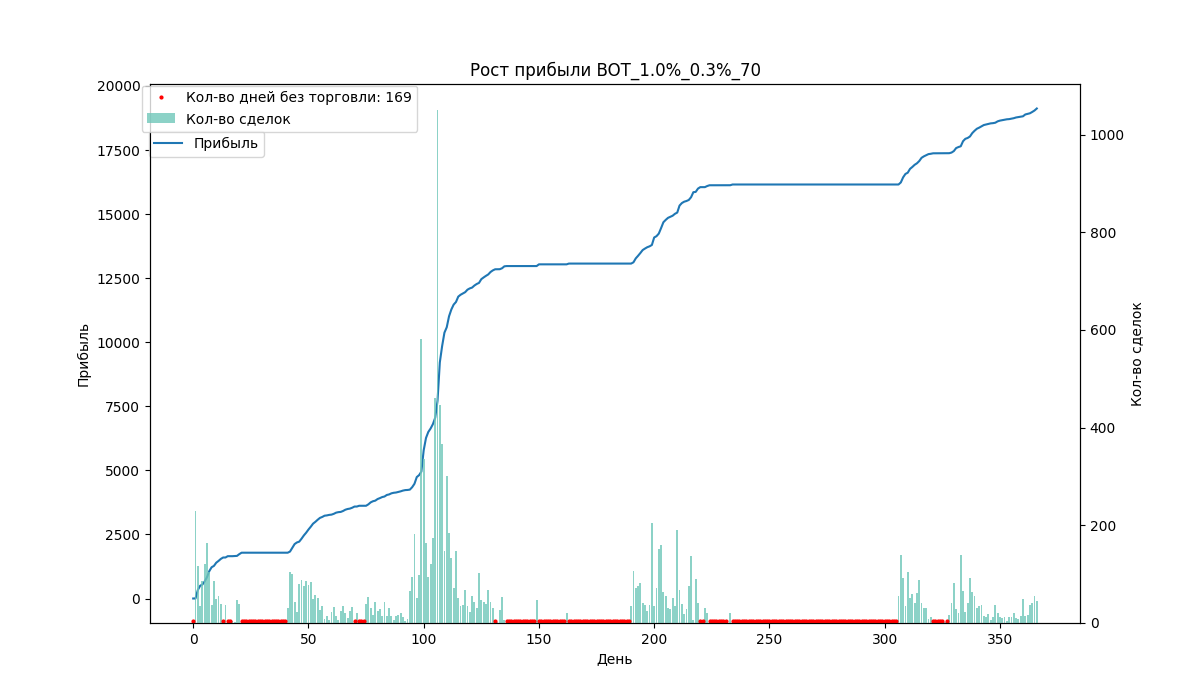 Рост прибыли BOT_1.0%_0.3%_70
Кол-во дней без торговли: 169
Кол-во сделок
Прибыль
20000
17500
15000
12500
10000
7500
5000
2500
0
Прибыль
1000
800
600
400
200
0
Кол-во сделок
0 50 100 150 200 250 300 350
День